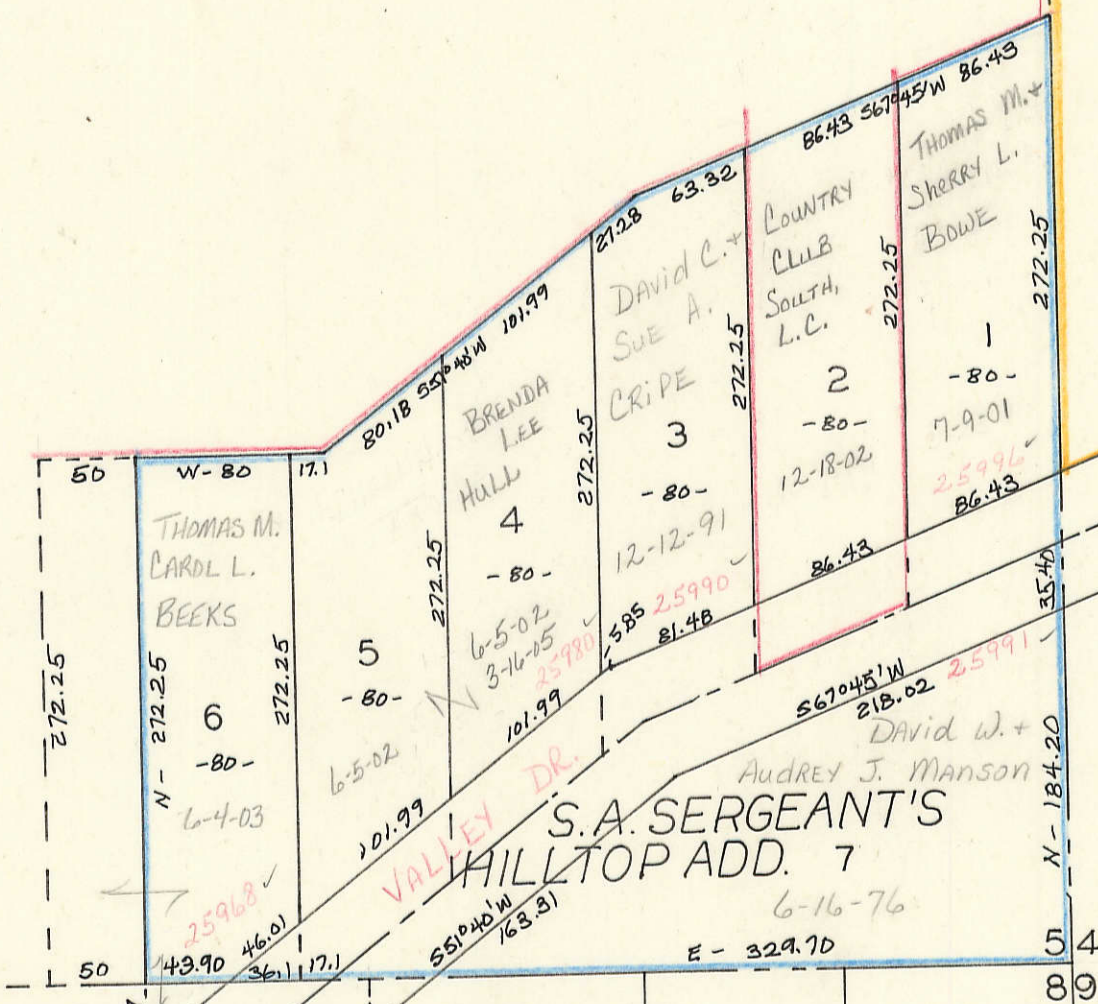 86.43
S67°45'W
86.43
THOMAS M. +
SHERRY L.
BOWE
272.25
1
-80-
7-9-01
25996
86.43
35.40
COUNTRY
CLUB
SOUTH,
L.C.
272.25
2
-80-
12-18-02
86.43
27.28
63.32
DAVID C. +
SUE A.
CRIPE
272.25
3
-80-
12-12-91
25990
5.85
81.48
101.99
S51°40'W
80.18
BRENDA
LEE
HULL
272.25
4
-80-
6-5-02
3-16-05
25980
101.99
17.1
272.25
5
-80-
6-5-02
N
101.99
50
W-80
THOMAS M.
CAROL L.
BEEKS
272.25
N- 272.25
272.25
6
-80-
6-4-03
25968
46.01
VALLEY DR.
S67°45'W
218.02
25991
DAVID W. +
AUDREY J. MANSON
S.A. SERGEANT'S
HILLTOP ADD. 7
6-16-76
N- 184.20
S51°40'W
163.31
E- 329.70
50
43.90
36.1
17.1
5 4
8 9